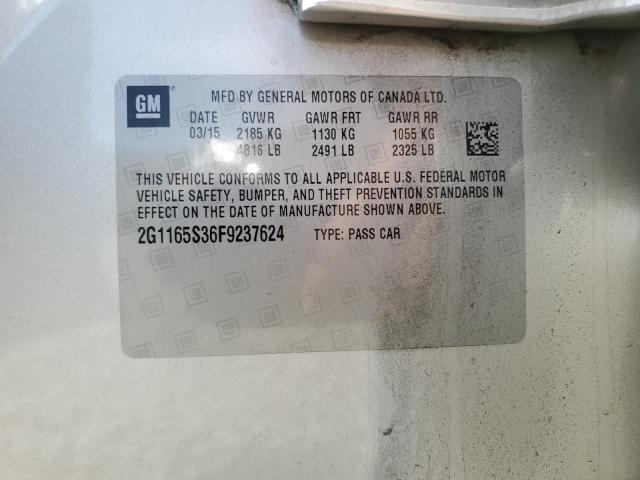 GM
MFD BY GENERAL MOTORS OF CANADA LTD.
DATE GVWR GAWR FRT GAWR RR
03/15 2185 KG 1130 KG 1055 KG
4816 LB 2491 LB 2325 LB
THIS VEHICLE CONFORMS TO ALL APPLICABLE U.S. FEDERAL MOTOR
VEHICLE SAFETY, BUMPER, AND THEFT PREVENTION STANDARDS IN
EFFECT ON THE DATE OF MANUFACTURE SHOWN ABOVE.
2G1165S36F9237624 TYPE: PASS CAR